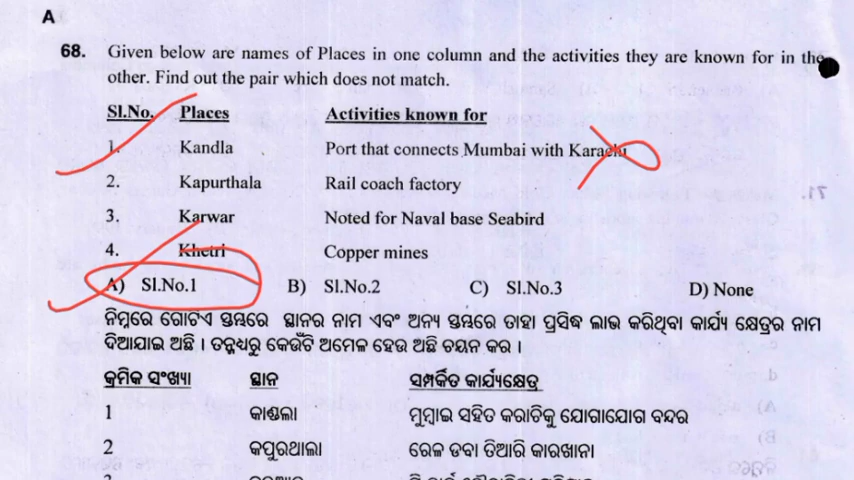 A
68. Given below are names of Places in one column and the activities they are known for in the
other. Find out the pair which does not match.
Sl.No. Places Activities known for
1. Kandla Port that connects Mumbai with Karachi
2. Kapurthala Rail coach factory
3. Karwar Noted for Naval base Seabird
4. Khetri Copper mines
A) Sl.No.1 B) Sl.No.2 C) Sl.No.3 D) None
ନିମ୍ନରେ ଗୋଟିଏ ସ୍ତମ୍ଭରେ ସ୍ଥାନର ନାମ ଏବଂ ଅନ୍ୟ ସ୍ତମ୍ଭରେ ତାହା ପ୍ରସିଦ୍ଧି ଲାଭ କରିଥିବା କାର୍ଯ୍ୟ କ୍ଷେତ୍ରର ନାମ
ଦିଆଯାଇ ଅଛି । ତନ୍ମଧ୍ୟରୁ କେଉଁଟି ଅମେଳ ହେଉ ଅଛି ଚୟନ କର ।
କ୍ରମିକ ସଂଖ୍ୟା ସ୍ଥାନ ସମ୍ପର୍କିତ କାର୍ଯ୍ୟକ୍ଷେତ୍ର
1 କାଣ୍ଡଲା ମୁମ୍ବାଇ ସହିତ କରାଚିକୁ ଯୋଗାଯୋଗ ବନ୍ଦର
2 କପୁରଥାଲା ରେଳ ଡବା ତିଆରି କାରଖାନା